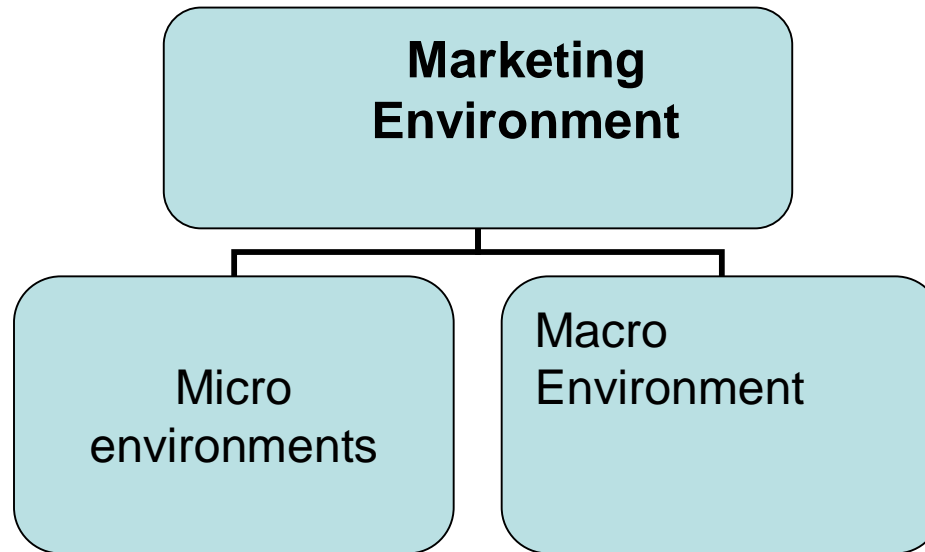 Marketing
Environment
Micro
environments
Macro
Environment